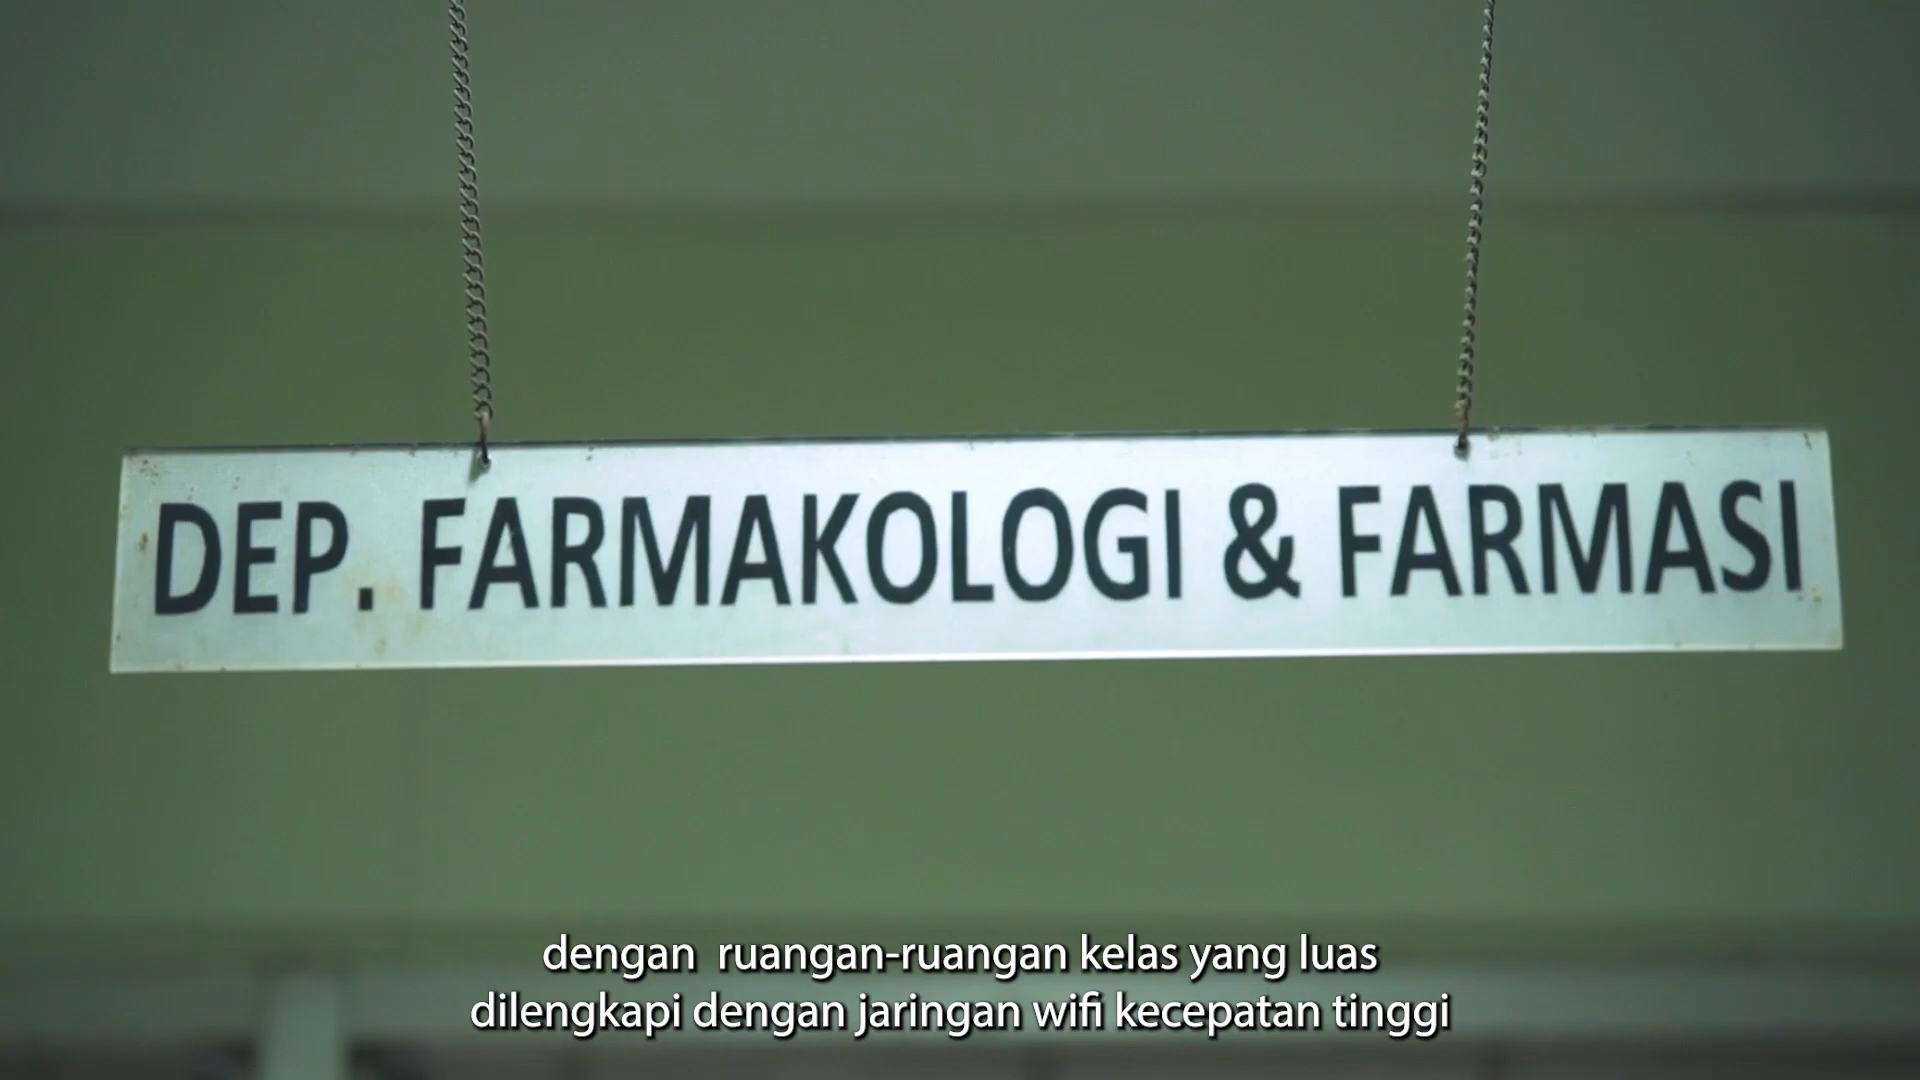 DEP. FARMAKOLOGI & FARMASI
dengan ruangan-ruangan kelas yang luas
dilengkapi dengan jaringan wifi kecepatan tinggi